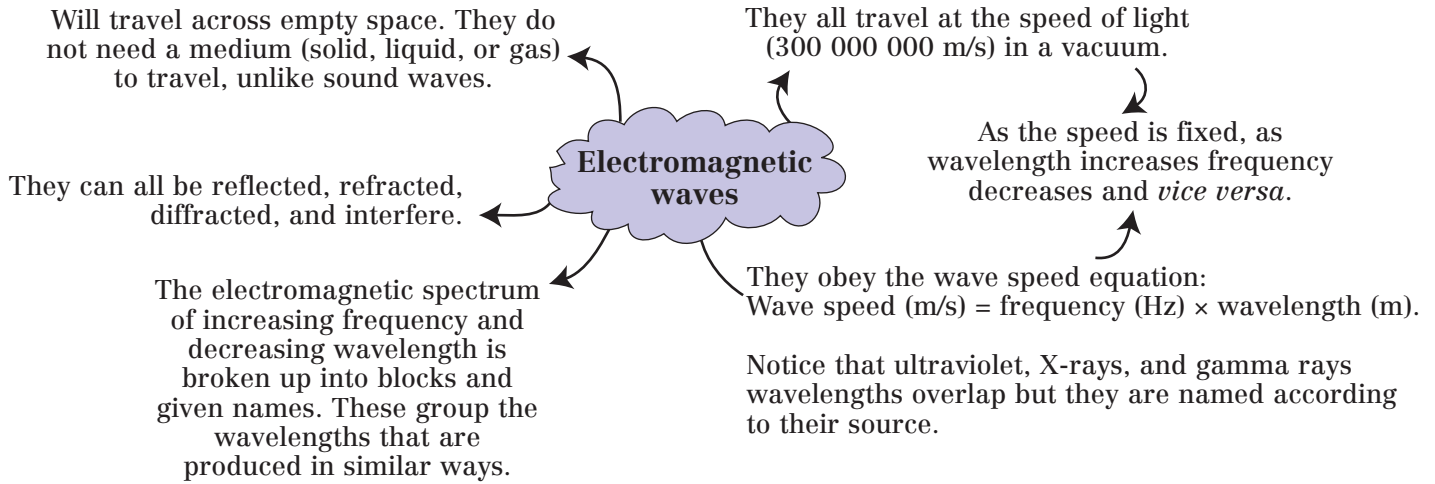 Will travel across empty space. They do
not need a medium (solid, liquid, or gas)
to travel, unlike sound waves.
They all travel at the speed of light
(300 000 000 m/s) in a vacuum.
As the speed is fixed, as
wavelength increases frequency
decreases and vice versa.
Electromagnetic
waves
They can all be reflected, refracted,
diffracted, and interfere.
The electromagnetic spectrum
of increasing frequency and
decreasing wavelength is
broken up into blocks and
given names. These group the
wavelengths that are
produced in similar ways.
They obey the wave speed equation:
Wave speed (m/s) = frequency (Hz) × wavelength (m).
Notice that ultraviolet, X-rays, and gamma rays
wavelengths overlap but they are named according
to their source.